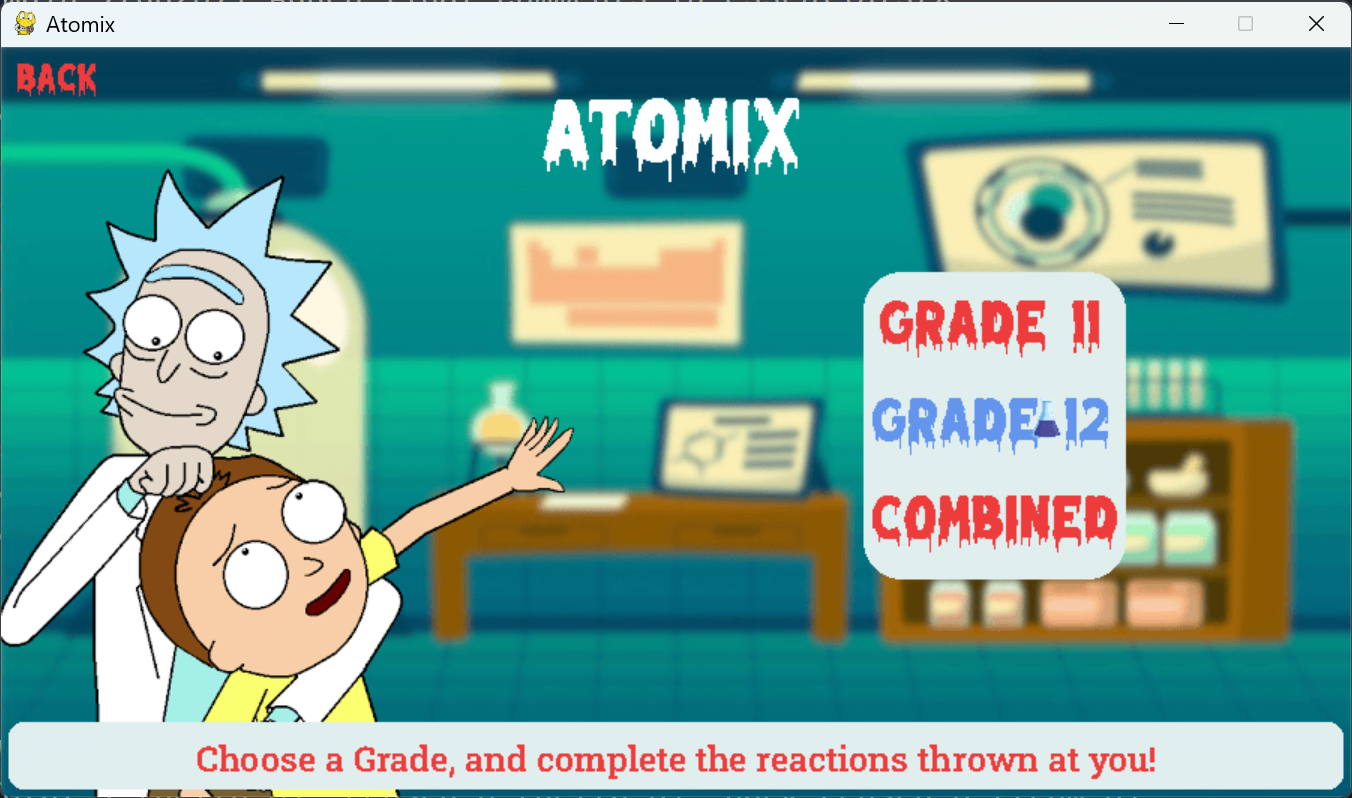 Atomix
BACK
ATOMIX
GRADE 11
GRADE 12
COMBINED
Choose a Grade, and complete the reactions thrown at you!